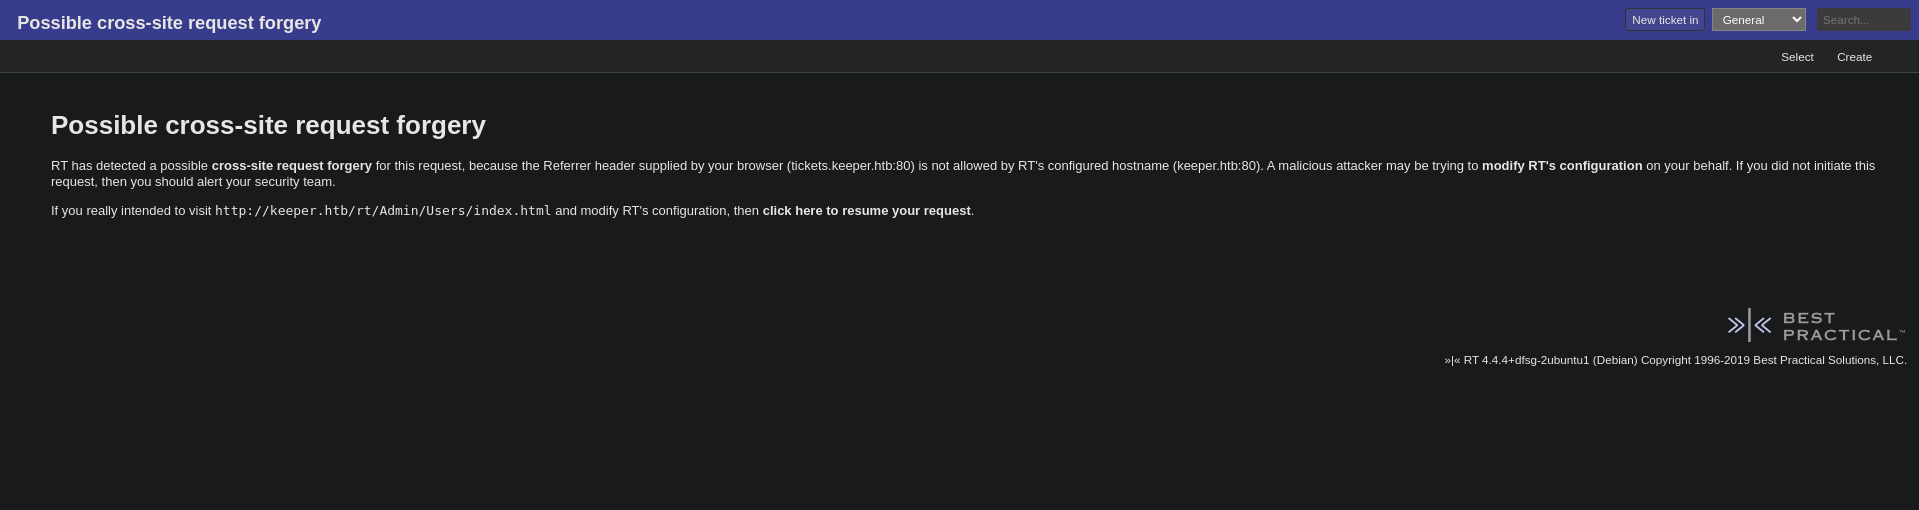 Possible cross-site request forgery
New ticket in
General
Search...
Select Create
Possible cross-site request forgery
RT has detected a possible cross-site request forgery for this request, because the Referrer header supplied by your browser (tickets.keeper.htb:80) is not allowed by RT's configured hostname (keeper.htb:80). A malicious attacker may be trying to modify RT's configuration on your behalf. If you did not initiate this
request, then you should alert your security team.
If you really intended to visit http://keeper.htb/rt/Admin/Users/index.html and modify RT's configuration, then click here to resume your request.
BEST
PRACTICAL™
»|« RT 4.4.4+dfsg-2ubuntu1 (Debian) Copyright 1996-2019 Best Practical Solutions, LLC.